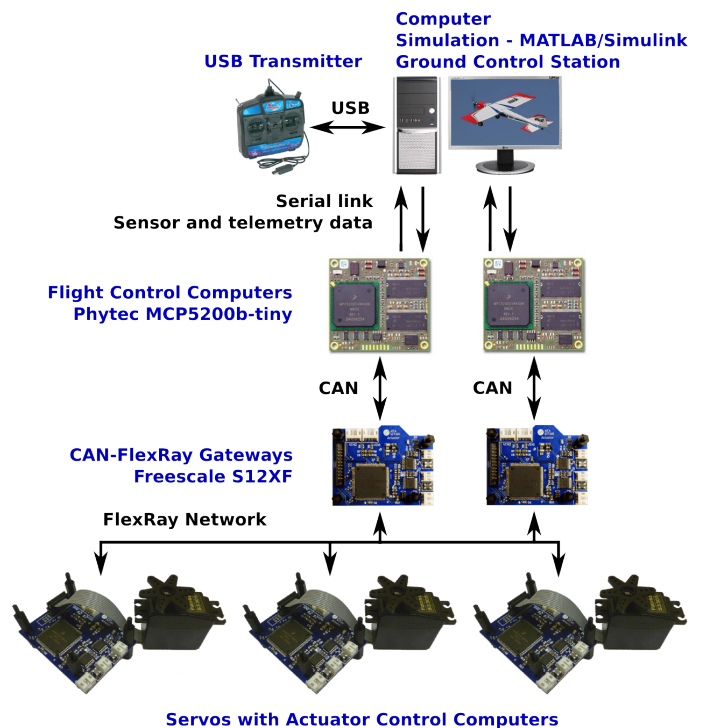 Computer
Simulation - MATLAB/Simulink
Ground Control Station
USB Transmitter
USB
Serial link
Sensor and telemetry data
Flight Control Computers
Phytec MCP5200b-tiny
CAN
CAN
CAN-FlexRay Gateways
Freescale S12XF
FlexRay Network
Servos with Actuator Control Computers